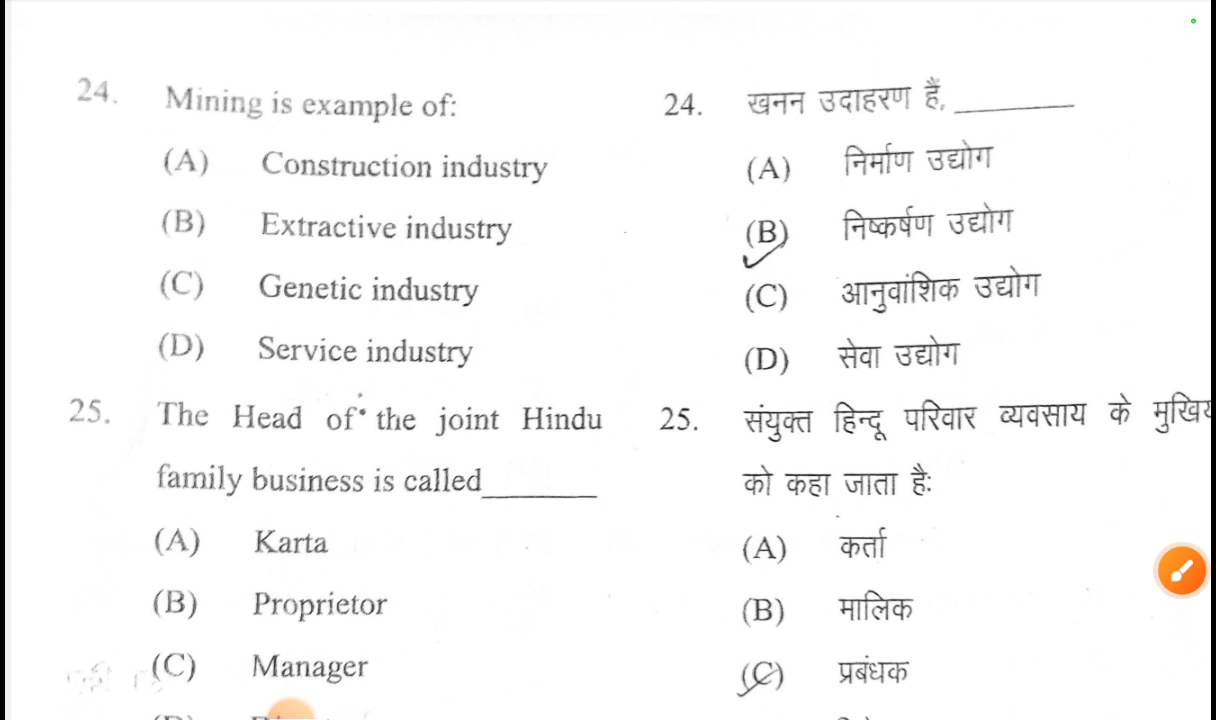 24. Mining is example of:
(A) Construction industry
(B) Extractive industry
(C) Genetic industry
(D) Service industry
25. The Head of the joint Hindu
family business is called______
(A) Karta
(B) Proprietor
(C) Manager
24. खनन उदाहरण हैं, ______
(A) निर्माण उद्योग
(B) निष्कर्षण उद्योग
(C) आनुवांशिक उद्योग
(D) सेवा उद्योग
25. संयुक्त हिन्दू परिवार व्यवसाय के
को कहा जाता है:
(A) कर्ता
(B) मालिक
(C) प्रबंधक